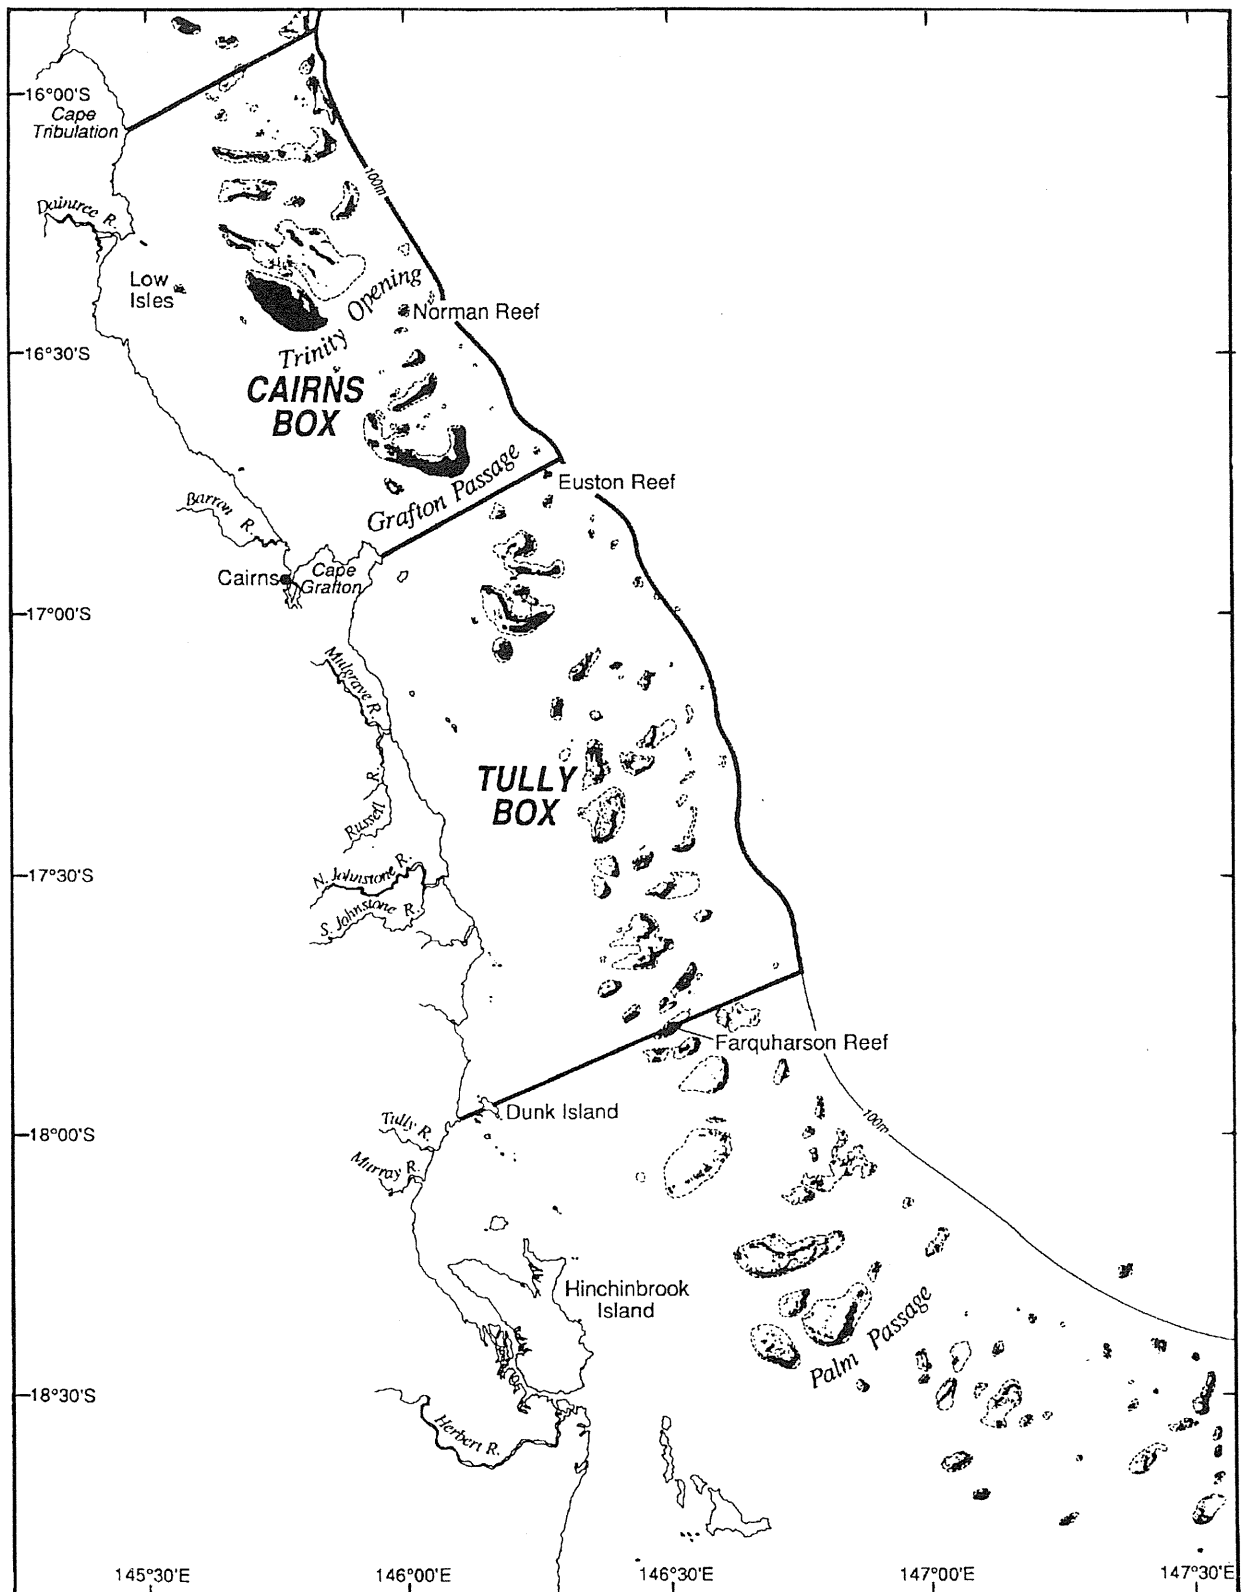 16°00'S
Cape
Tribulation
100m
Daintree R.
Low
Isles
Trinity Opening
Norman Reef
16°30'S
CAIRNS
BOX
Grafton Passage
Euston Reef
Barron R.
Cairns
Cape
Grafton
17°00'S
Mulgrave R.
TULLY
BOX
Russell R.
N. Johnstone R.
17°30'S
S. Johnstone R.
Farquharson Reef
Dunk Island
100m
Tully R.
18°00'S
Murray R.
Hinchinbrook
Island
Palm Passage
18°30'S
Herbert R.
145°30'E
146°00'E
146°30'E
147°00'E
147°30'E